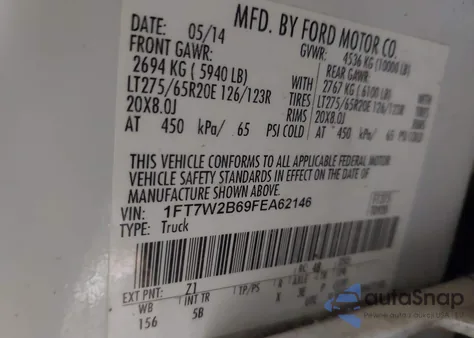 MFD. BY FORD MOTOR CO.
DATE: 05/14
GVWR: 4536 KG (10000 LB)
FRONT GAWR:
REAR GAWR:
2694 KG ( 5940 LB) WITH 2767 KG ( 6100 LB) WITH
LT275/65R20E 126/123R TIRES LT275/65R20E 126/123R
20X8.0J RIMS 20X8.0J
AT 450 kPa/ 65 PSI COLD AT 450 kPa/ 65
THIS VEHICLE CONFORMS TO ALL APPLICABLE FEDERAL MOTOR
VEHICLE SAFETY STANDARDS IN EFFECT ON THE DATE OF
MANUFACTURE SHOWN ABOVE.
VIN: 1FT7W2B69FEA62146
TYPE: Truck
EXT PNT: Z1
WB INT TR TP/PS R AXLE
156 5B
autoSnap